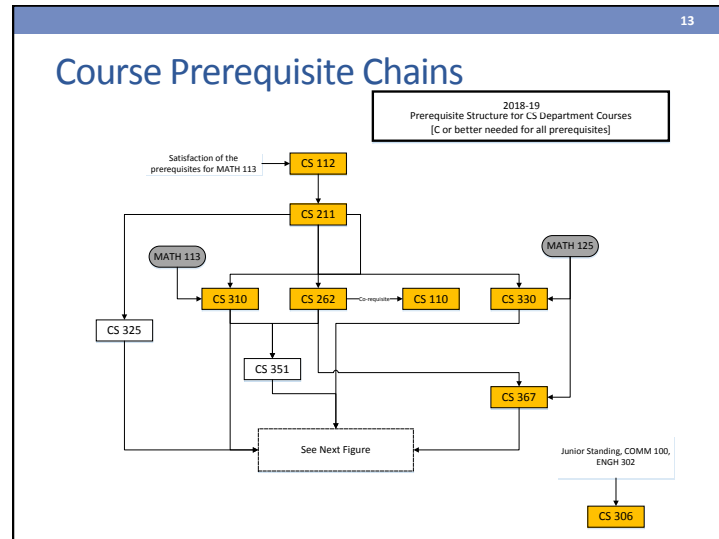 13
Course Prerequisite Chains
2018-19
Prerequisite Structure for CS Department Courses
[C or better needed for all prerequisites]
Satisfaction of the
prerequisites for MATH 113
CS 112
CS 211
MATH 113
MATH 125
CS 310
CS 262
Co-requisite
CS 110
CS 330
CS 325
CS 351
CS 367
See Next Figure
Junior Standing, COMM 100,
ENGH 302
CS 306